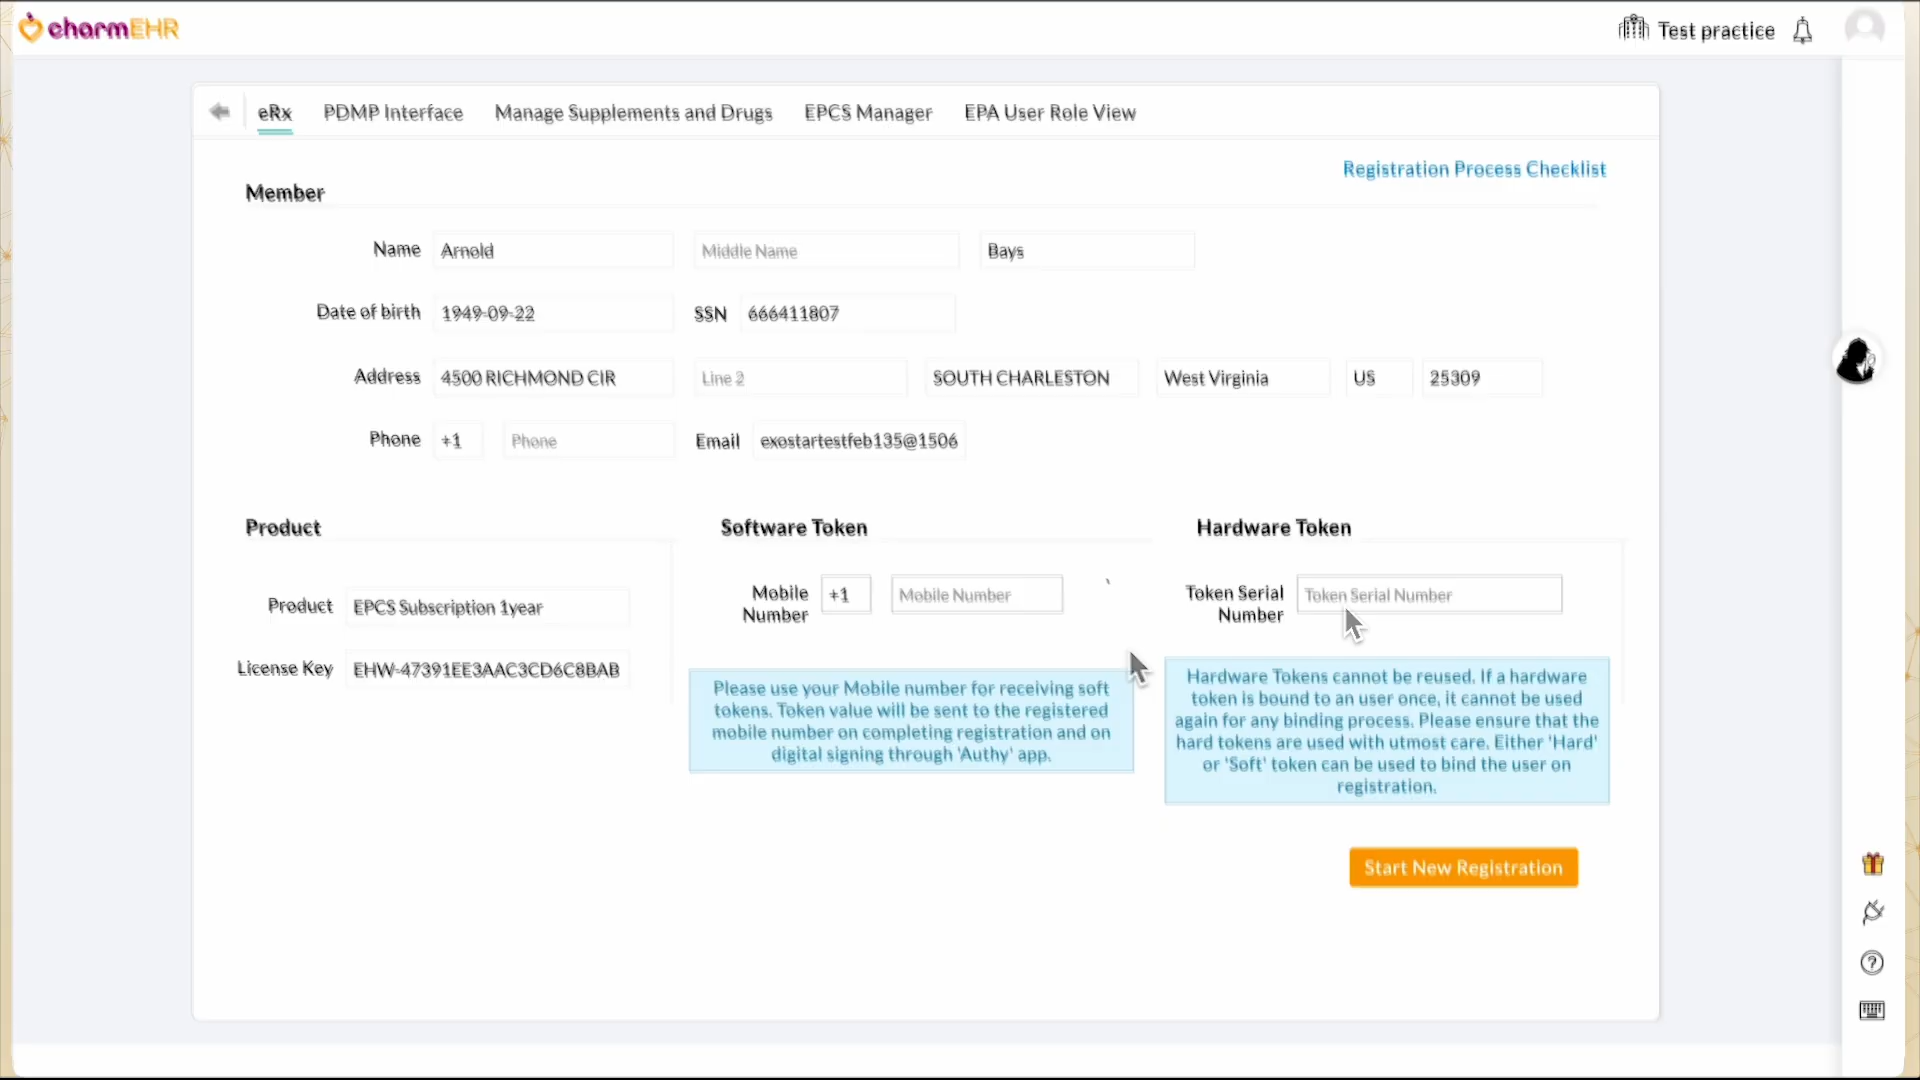 charmEHR
Test practice
eRx PDMP Interface Manage Supplements and Drugs EPCS Manager EPA User Role View
Registration Process Checklist
Member
Name Arnold Middle Name Bays
Date of birth 1949-09-22 SSN 666411807
Address 4500 RICHMOND CIR Line 2 SOUTH CHARLESTON West Virginia US 25309
Phone +1 Phone Email exostartestfeb135@1506
Product
Product EPCS Subscription 1year
License Key EHW-47391EE3AAC3CD6C8BAB
Software Token
Mobile Number +1 Mobile Number
Please use your Mobile number for receiving soft
tokens. Token value will be sent to the registered
mobile number on completing registration and on
digital signing through 'Authy' app.
Hardware Token
Token Serial Number Token Serial Number
Hardware Tokens cannot be reused. If a hardware
token is bound to an user once, it cannot be used
again for any binding process. Please ensure that the
hard tokens are used with utmost care. Either 'Hard'
or 'Soft' token can be used to bind the user on
registration.
Start New Registration